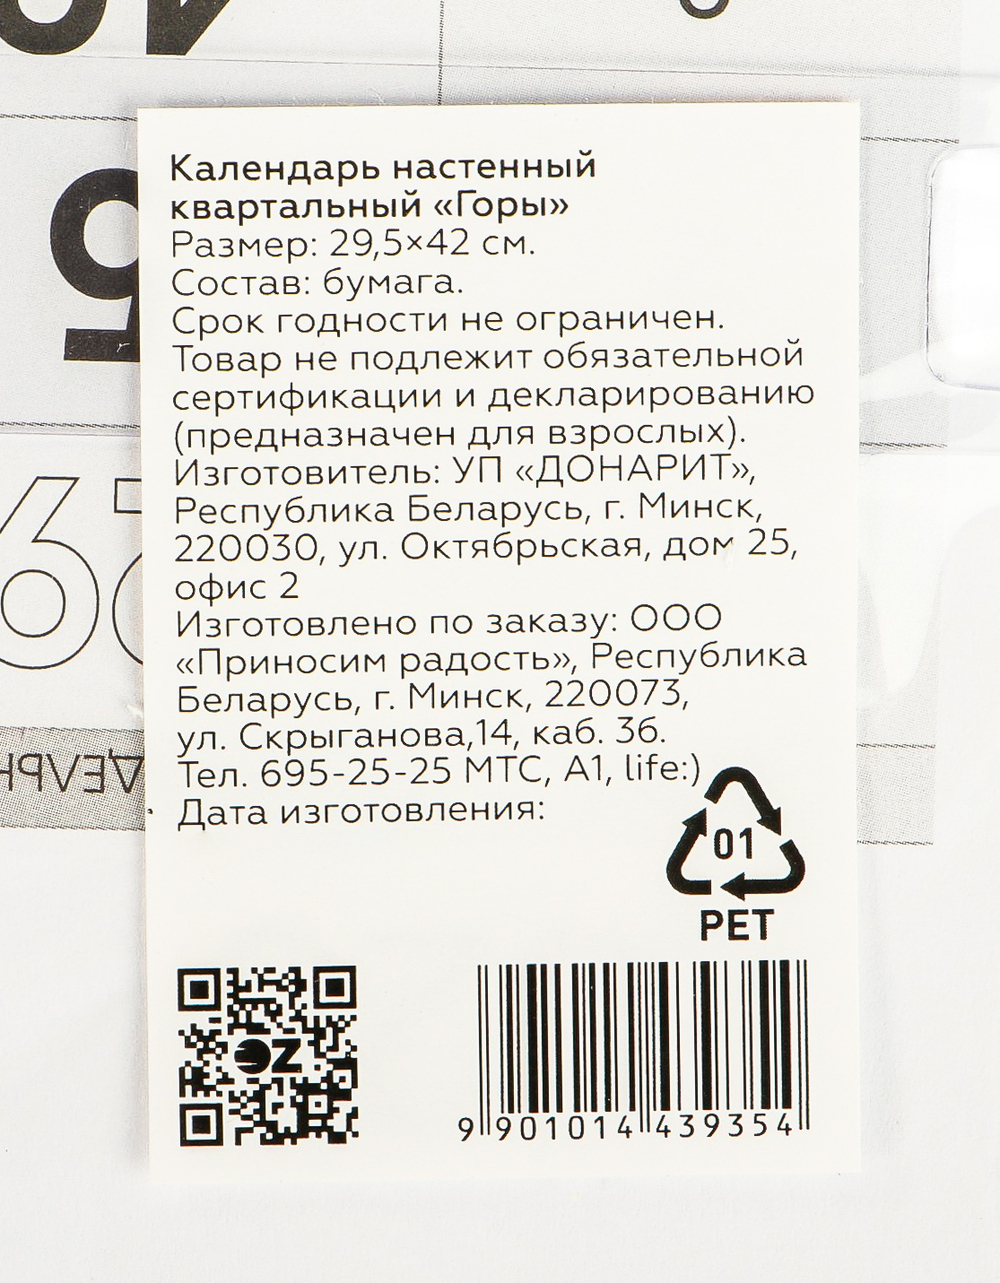 Календарь настенный
квартальный «Горы»
Размер: 29,5×42 см.
Состав: бумага.
Срок годности не ограничен.
Товар не подлежит обязательной
сертификации и декларированию
(предназначен для взрослых).
Изготовитель: УП «ДОНАРИТ»,
Республика Беларусь, г. Минск,
220030, ул. Октябрьская, дом 25,
офис 2
Изготовлено по заказу: ООО
«Приносим радость», Республика
Беларусь, г. Минск, 220073,
ул. Скрыганова,14, каб. 36.
Тел. 695-25-25 МТС, А1, life:)
Дата изготовления:
01
PET
OZ
9 901014 439354
5